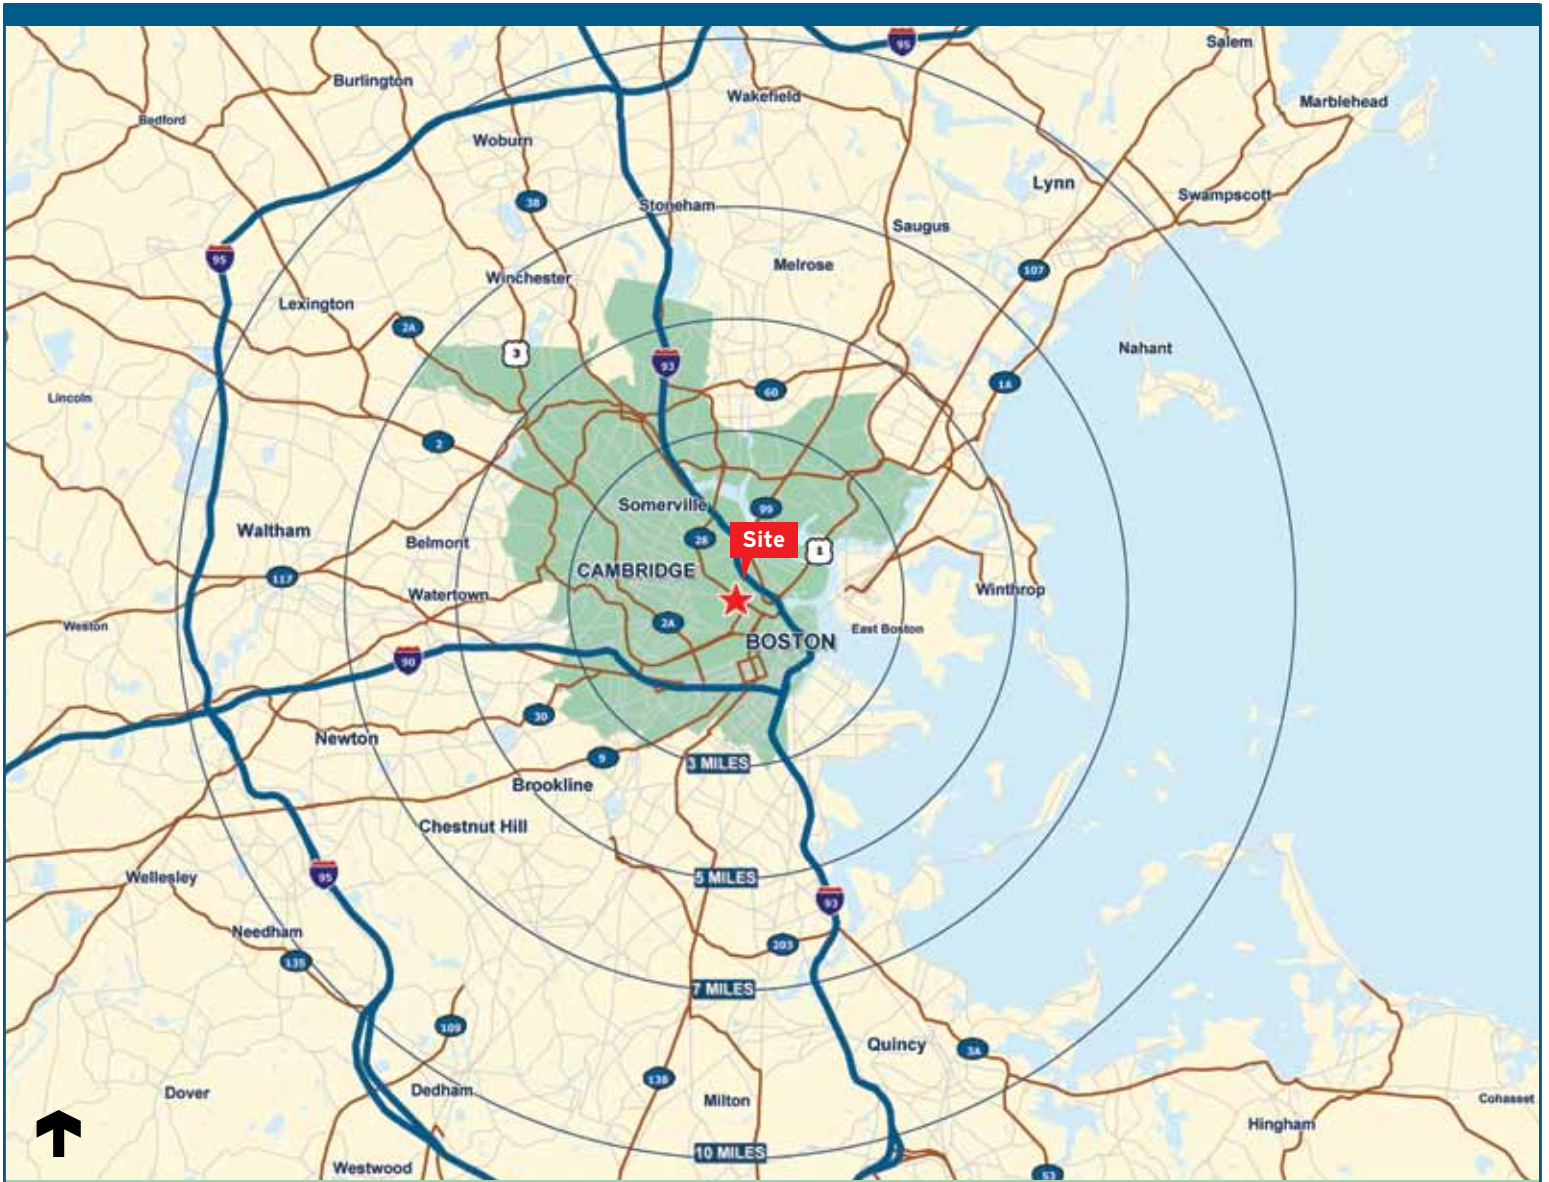 95
Salem
Burlington
Wakefield
Marblehead
Bedford
Woburn
Lynn
Swampscott
38
Stoneham
Saugus
95
Melrose
107
Winchester
Lexington
2A
3
Nahant
93
60
1A
Lincoln
2
Somerville
99
Waltham
Belmont
28
Site
1
CAMBRIDGE
117
Watertown
Winthrop
Weston
2A
East Boston
BOSTON
90
30
Newton
9
3 MILES
Brookline
Chestnut Hill
Wellesley
95
5 MILES
93
Needham
203
135
7 MILES
109
Quincy
3A
138
Dover
Dedham
Milton
Cohasset
Hingham
10 MILES
Westwood
53